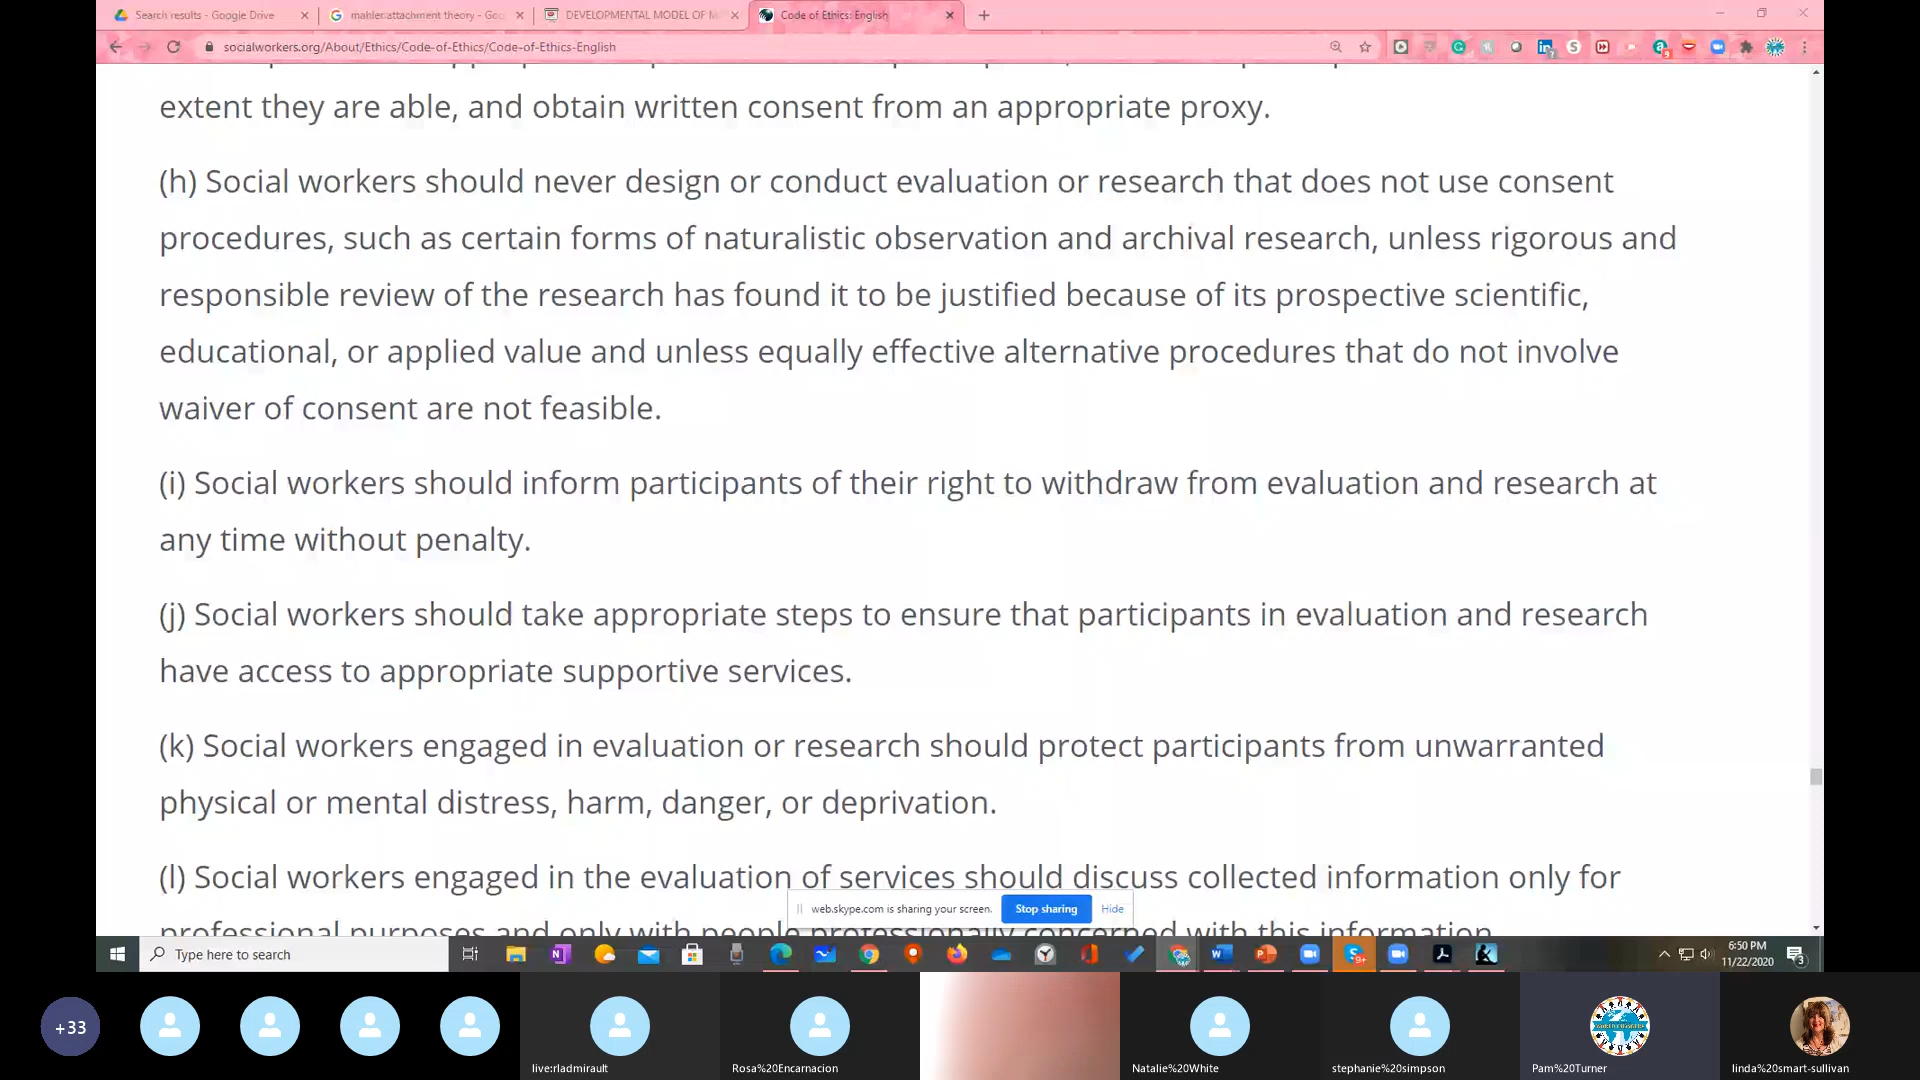 Search results - Google Drive
mahler attachment theory - Goo
DEVELOPMENTAL MODEL OF M
Code of Ethics: English
socialworkers.org/About/Ethics/Code-of-Ethics/Code-of-Ethics-English
extent they are able, and obtain written consent from an appropriate proxy.
(h) Social workers should never design or conduct evaluation or research that does not use consent
procedures, such as certain forms of naturalistic observation and archival research, unless rigorous and
responsible review of the research has found it to be justified because of its prospective scientific,
educational, or applied value and unless equally effective alternative procedures that do not involve
waiver of consent are not feasible.
(i) Social workers should inform participants of their right to withdraw from evaluation and research at
any time without penalty.
(j) Social workers should take appropriate steps to ensure that participants in evaluation and research
have access to appropriate supportive services.
(k) Social workers engaged in evaluation or research should protect participants from unwarranted
physical or mental distress, harm, danger, or deprivation.
(l) Social workers engaged in the evaluation of services should discuss collected information only for
professional purposes and only with people professionally concerned with this information.
web.skype.com is sharing your screen.
Stop sharing
Hide
Type here to search
6:50 PM
11/22/2020
+33
live:rladmirault
Rosa%20Encarnacion
Natalie%20White
stephanie%20simpson
Pam%20Turner
linda%20smart-sullivan